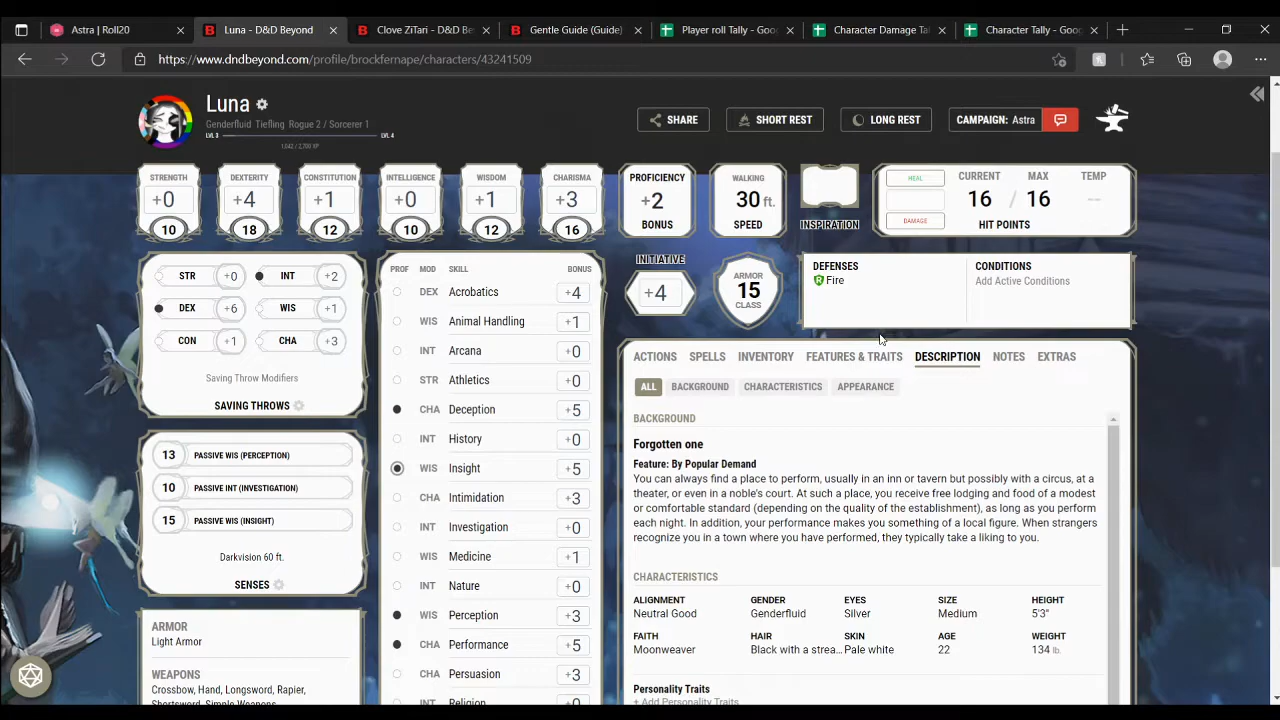 Astra | Roll20
Luna - D&D Beyond
Clove ZiTari - D&D Be
Gentle Guide (Guide)
Player roll Tally - Goog
Character Damage Tal
Character Tally - Goog
https://www.dndbeyond.com/profile/brockfernape/characters/43241509
Luna
Genderfluid Tiefling Rogue 2 / Sorcerer 1
LVL 3 LVL 4
SHARE
SHORT REST
LONG REST
CAMPAIGN: Astra
STRENGTH
+0
10
DEXTERITY
+4
18
CONSTITUTION
+1
12
INTELLIGENCE
+0
10
WISDOM
+1
12
CHARISMA
+3
16
PROFICIENCY
+2
BONUS
WALKING
30 ft.
SPEED
INSPIRATION
HEAL
DAMAGE
CURRENT MAX TEMP
16 / 16 ---
HIT POINTS
STR +0 INT +2
DEX +6 WIS +1
CON +1 CHA +3
Saving Throw Modifiers
SAVING THROWS
13 PASSIVE WIS (PERCEPTION)
10 PASSIVE INT (INVESTIGATION)
15 PASSIVE WIS (INSIGHT)
Darkvision 60 ft.
SENSES
ARMOR
Light Armor
WEAPONS
Crossbow, Hand, Longsword, Rapier,
Shortsword, Simple Weapons
PROF MOD SKILL BONUS
DEX Acrobatics +4
WIS Animal Handling +1
INT Arcana +0
STR Athletics +0
CHA Deception +5
INT History +0
WIS Insight +5
CHA Intimidation +3
INT Investigation +0
WIS Medicine +1
INT Nature +0
WIS Perception +3
CHA Performance +5
CHA Persuasion +3
INT Religion +0
INITIATIVE
+4
ARMOR
15
CLASS
DEFENSES
Fire
CONDITIONS
Add Active Conditions
ACTIONS SPELLS INVENTORY FEATURES & TRAITS DESCRIPTION NOTES EXTRAS
ALL BACKGROUND CHARACTERISTICS APPEARANCE
BACKGROUND
Forgotten one
Feature: By Popular Demand
You can always find a place to perform, usually in an inn or tavern but possibly with a circus, at a
theater, or even in a noble's court. At such a place, you receive free lodging and food of a modest
or comfortable standard (depending on the quality of the establishment), as long as you perform
each night. In addition, your performance makes you something of a local figure. When strangers
recognize you in a town where you have performed, they typically take a liking to you.
CHARACTERISTICS
ALIGNMENT GENDER EYES SIZE HEIGHT
Neutral Good Genderfluid Silver Medium 5'3"
FAITH HAIR SKIN AGE WEIGHT
Moonweaver Black with a strea... Pale white 22 134 lb.
Personality Traits
+ Add Personality Traits